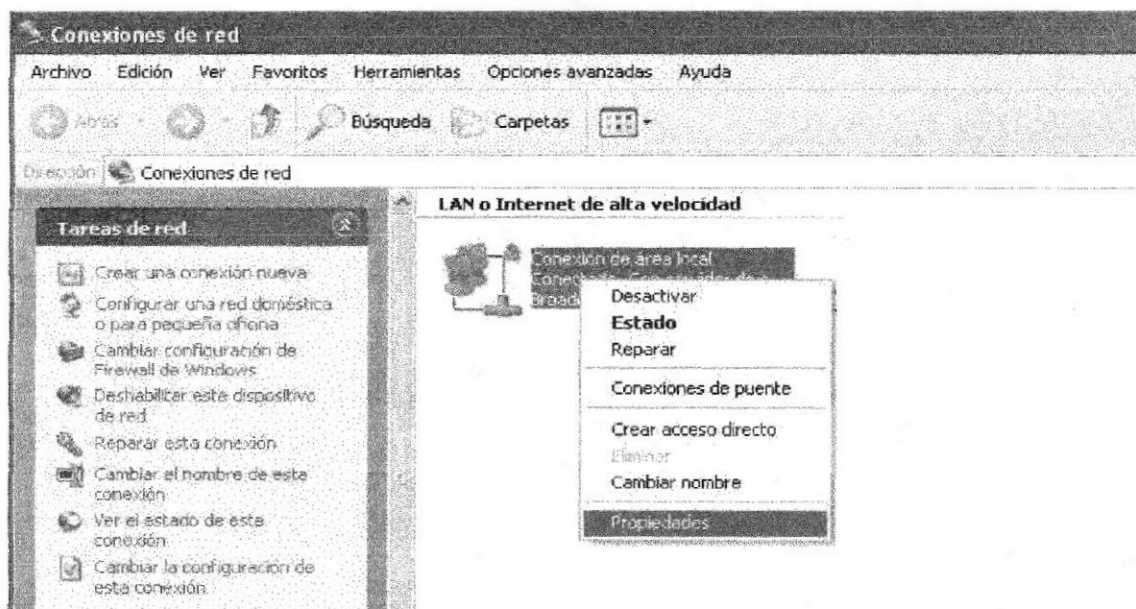 Conexiones de red
Archivo Edición Ver Favoritos Herramientas Opciones avanzadas Ayuda
Atrás Búsqueda Carpetas
Dirección Conexiones de red
Tareas de red
Crear una conexión nueva
Configurar una red doméstica
o para pequeña oficina
Cambiar configuración de
Firewall de Windows
Deshabilitar este dispositivo
de red
Reparar esta conexión
Cambiar el nombre de esta
conexión
Ver el estado de esta
conexión
Cambiar la configuración de
esta conexión
LAN o Internet de alta velocidad
Conexión de área local
Desactivar
Estado
Reparar
Conexiones de puente
Crear acceso directo
Eliminar
Cambiar nombre
Propiedades